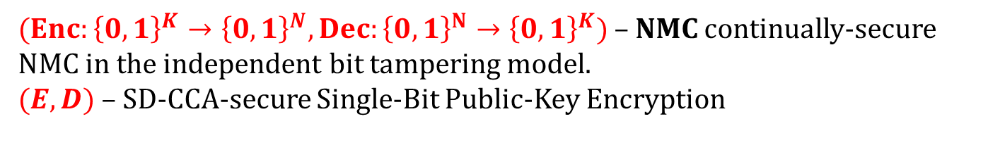 (Enc: {0, 1}^K → {0, 1}^N, Dec: {0, 1}^N → {0, 1}^K) – NMC continually-secure
NMC in the independent bit tampering model.
(E, D) – SD-CCA-secure Single-Bit Public-Key Encryption